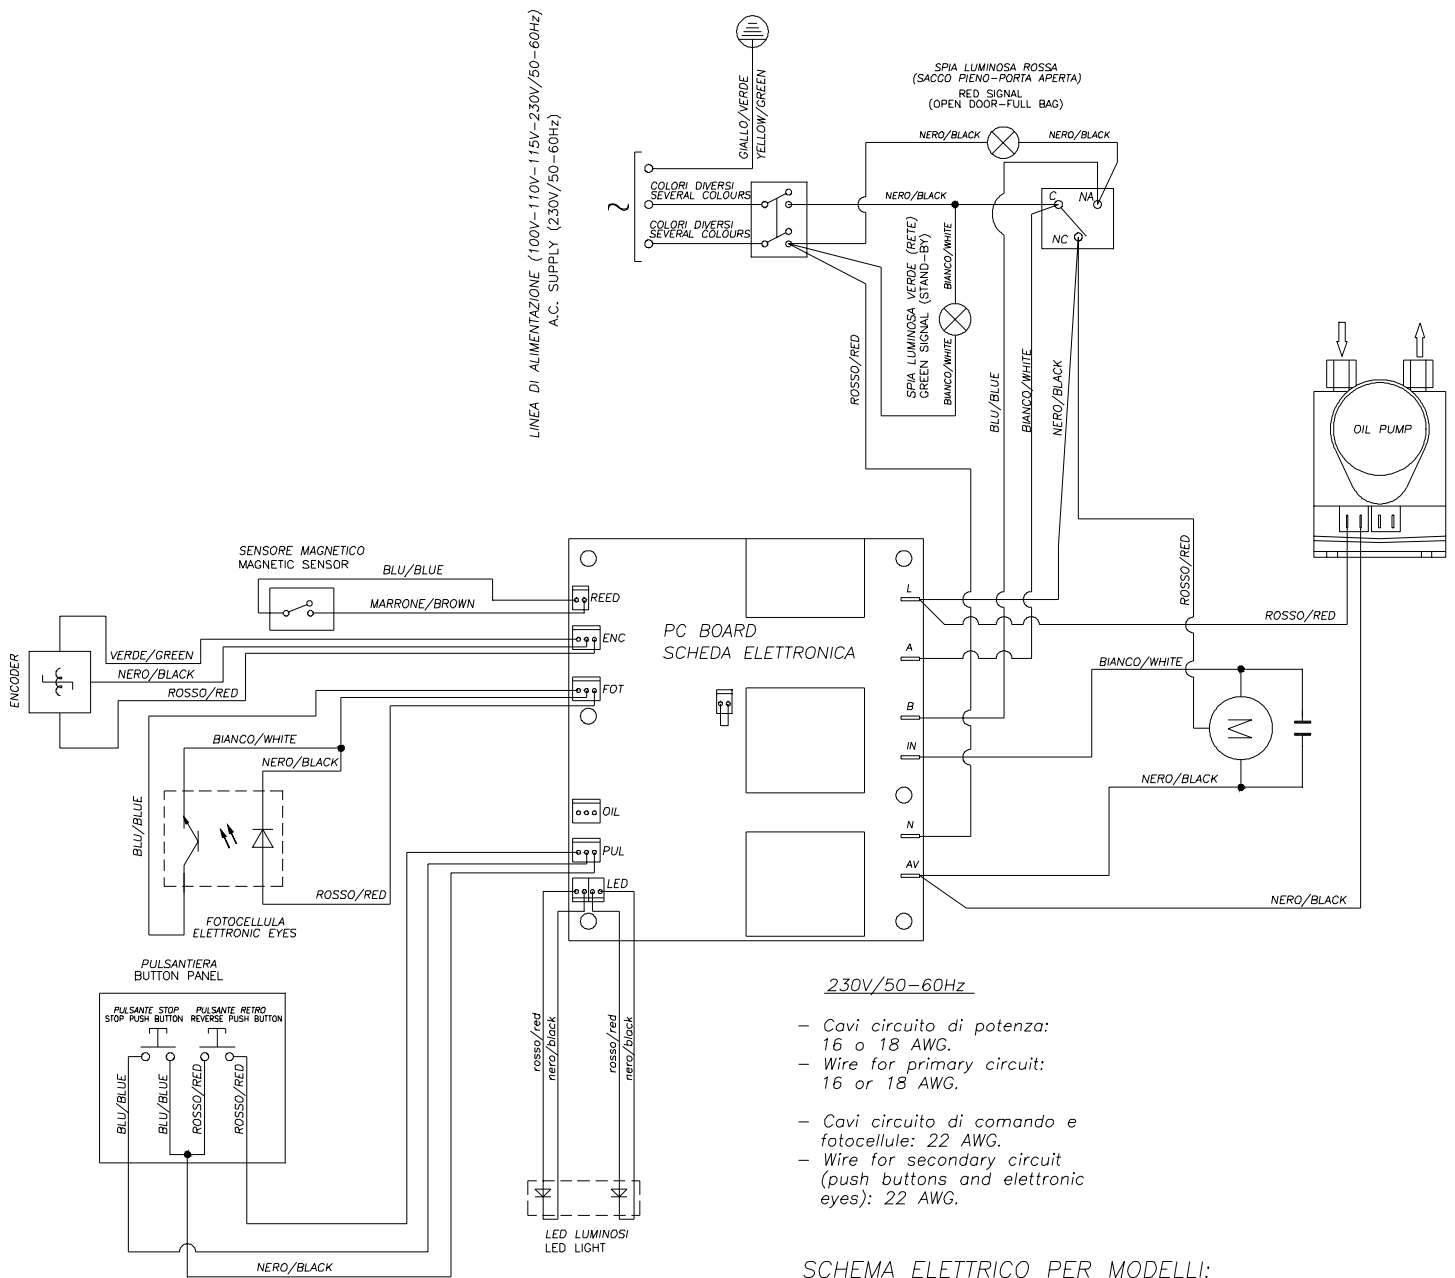 LINEA DI ALIMENTAZIONE (100V-110V-115V-230V/50-60Hz)
A.C. SUPPLY (230V/50-60Hz)
GIALLO/VERDE
YELLOW/GREEN
SPIA LUMINOSA ROSSA
(SACCO PIENO-PORTA APERTA)
RED SIGNAL
(OPEN DOOR-FULL BAG)
NERO/BLACK
NERO/BLACK
~
COLORI DIVERSI
SEVERAL COLOURS
COLORI DIVERSI
SEVERAL COLOURS
NERO/BLACK
C
NA
NC
BIANCO/WHITE
SPIA LUMINOSA VERDE (RETE)
GREEN SIGNAL (STAND-BY)
BIANCO/WHITE
ROSSO/RED
BLU/BLUE
BIANCO/WHITE
NERO/BLACK
OIL PUMP
SENSORE MAGNETICO
MAGNETIC SENSOR
BLU/BLUE
MARRONE/BROWN
REED
ENC
FOT
OIL
PUL
LED
PC BOARD
SCHEDA ELETTRONICA
L
A
B
IN
N
AV
ROSSO/RED
ROSSO/RED
BIANCO/WHITE
M
NERO/BLACK
NERO/BLACK
ENCODER
VERDE/GREEN
NERO/BLACK
ROSSO/RED
BIANCO/WHITE
NERO/BLACK
BLU/BLUE
ROSSO/RED
FOTOCELLULA
ELETTRONIC EYES
PULSANTIERA
BUTTON PANEL
PULSANTE STOP
STOP PUSH BUTTON
PULSANTE RETRO
REVERSE PUSH BUTTON
BLU/BLUE
BLU/BLUE
ROSSO/RED
ROSSO/RED
NERO/BLACK
rosso/red
nero/black
rosso/red
nero/black
LED LUMINOSI
LED LIGHT
230V/50-60Hz
- Cavi circuito di potenza:
16 o 18 AWG.
- Wire for primary circuit:
16 or 18 AWG.
- Cavi circuito di comando e
fotocellule: 22 AWG.
- Wire for secondary circuit
(push buttons and elettronic
eyes): 22 AWG.
SCHEMA ELETTRICO PER MODELLI: